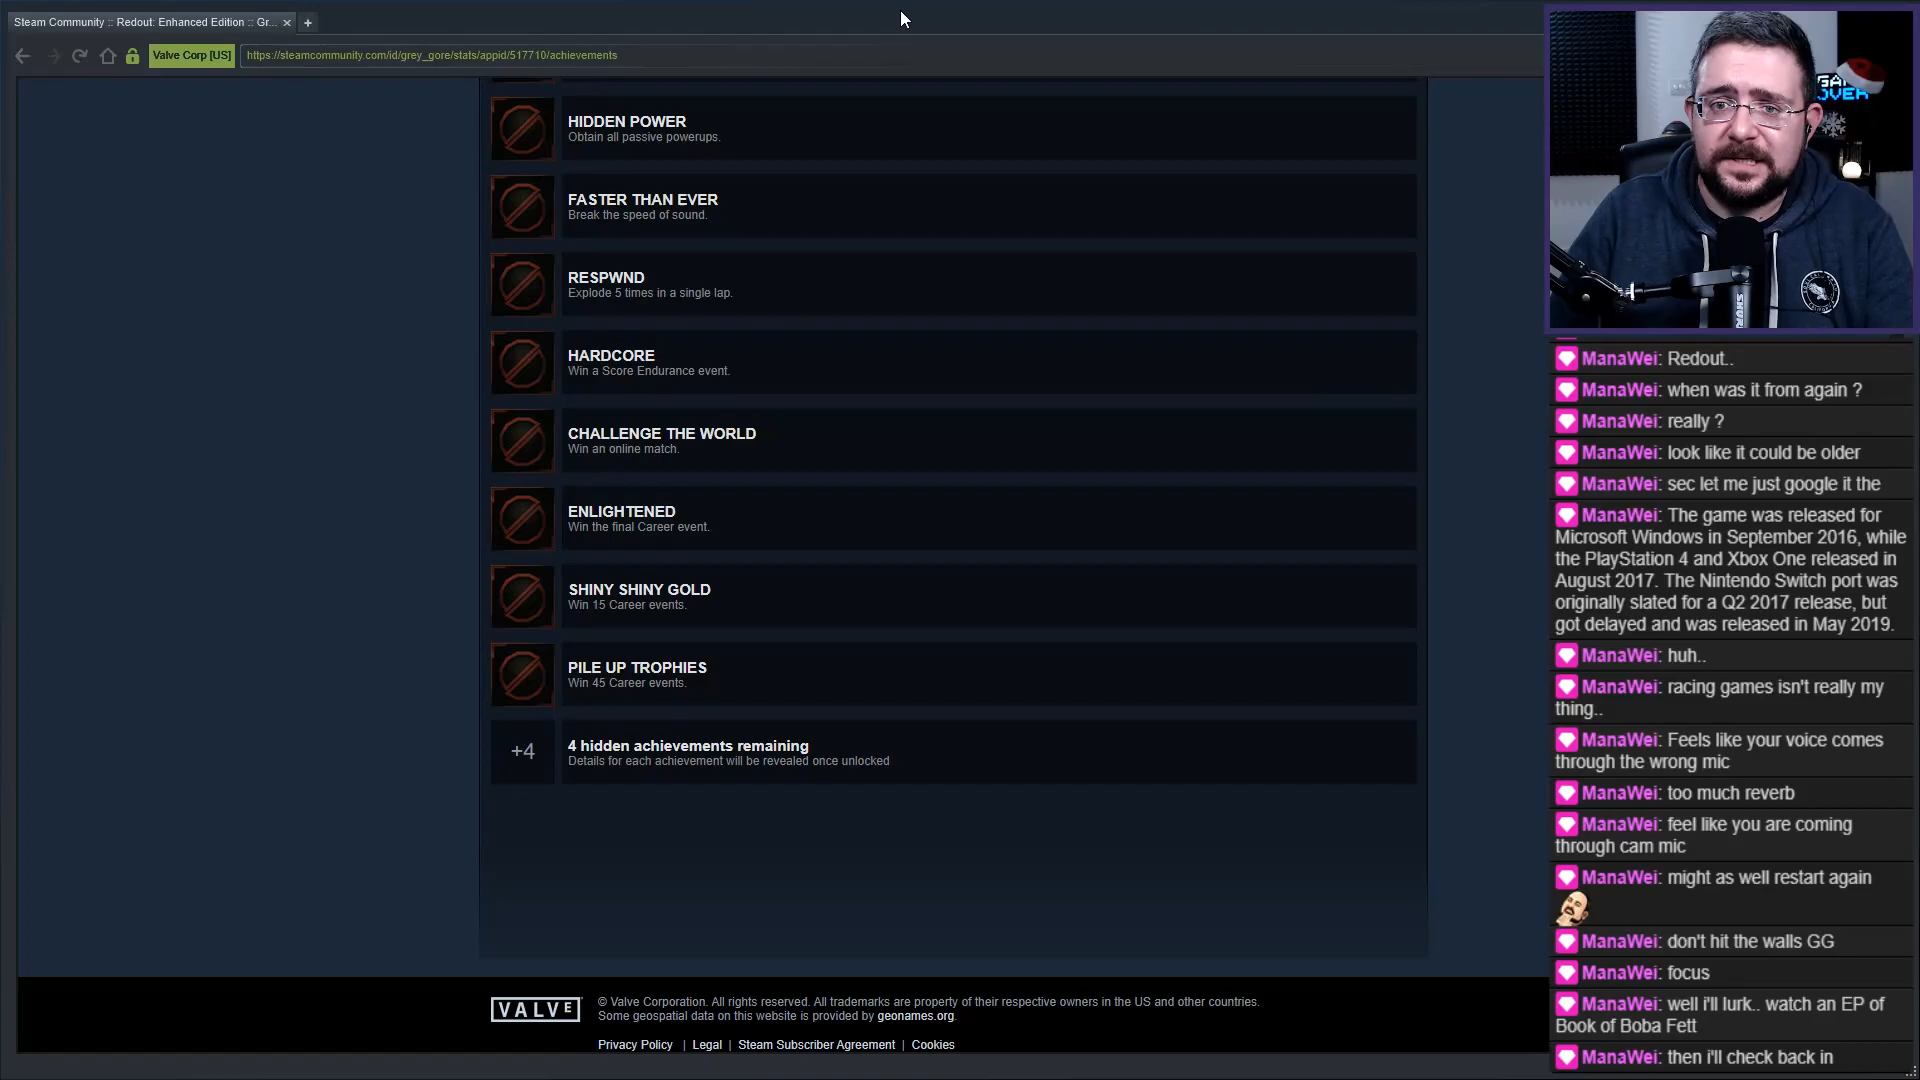 Steam Community :: Redout: Enhanced Edition :: Gr...
Valve Corp [US]
https://steamcommunity.com/id/grey_gore/stats/appid/517710/achievements
HIDDEN POWER
Obtain all passive powerups.
FASTER THAN EVER
Break the speed of sound.
RESPWND
Explode 5 times in a single lap.
HARDCORE
Win a Score Endurance event.
CHALLENGE THE WORLD
Win an online match.
ENLIGHTENED
Win the final Career event.
SHINY SHINY GOLD
Win 15 Career events.
PILE UP TROPHIES
Win 45 Career events.
+4
4 hidden achievements remaining
Details for each achievement will be revealed once unlocked
VALVE
© Valve Corporation. All rights reserved. All trademarks are property of their respective owners in the US and other countries.
Some geospatial data on this website is provided by geonames.org.
Privacy Policy | Legal | Steam Subscriber Agreement | Cookies
SHURE
ManaWei: Redout..
ManaWei: when was it from again ?
ManaWei: really ?
ManaWei: look like it could be older
ManaWei: sec let me just google it the
ManaWei: The game was released for
Microsoft Windows in September 2016, while
the PlayStation 4 and Xbox One released in
August 2017. The Nintendo Switch port was
originally slated for a Q2 2017 release, but
got delayed and was released in May 2019.
ManaWei: huh..
ManaWei: racing games isn't really my
thing..
ManaWei: Feels like your voice comes
through the wrong mic
ManaWei: too much reverb
ManaWei: feel like you are coming
through cam mic
ManaWei: might as well restart again
ManaWei: don't hit the walls GG
ManaWei: focus
ManaWei: well i'll lurk.. watch an EP of
Book of Boba Fett
ManaWei: then i'll check back in